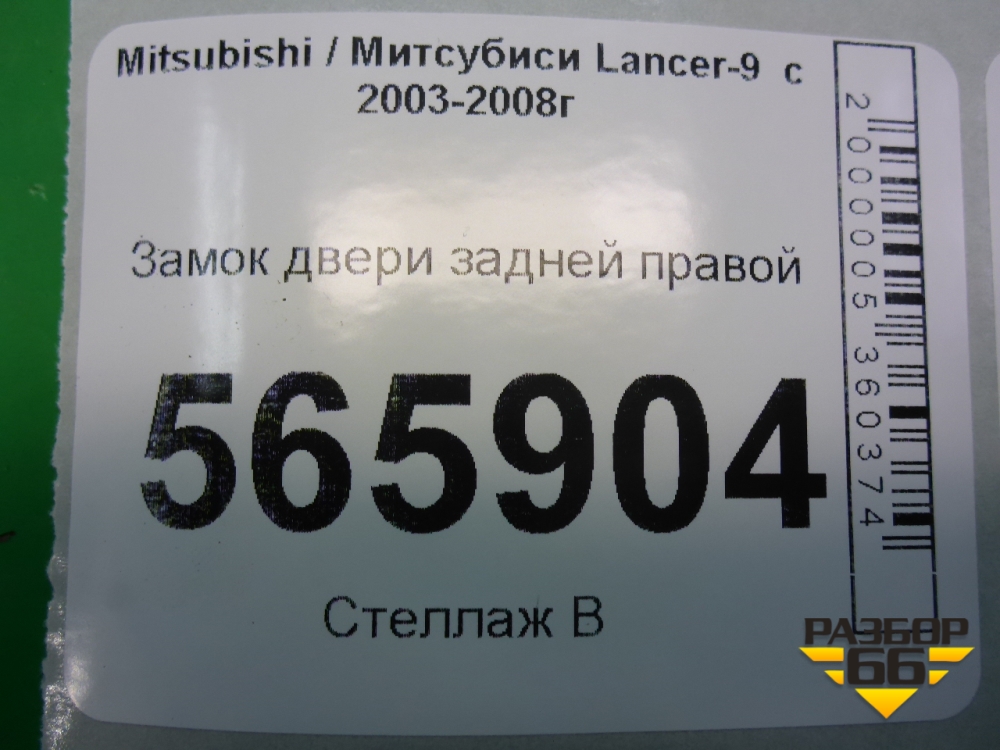 Mitsubishi / Митсубиси Lancer-9 с
2003-2008г
Замок двери задней правой
565904
Стеллаж В
2000005360374
РАЗБОР
66